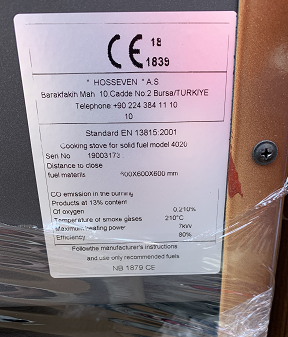 CE 18
1839
" HOSSEVEN " A.S
Barakfakih Mah 10.Cadde No.2 Bursa/TURKIYE
Telephone +90 224 384 11 10
10
Standard EN 13815:2001
Cooking stove for solid fuel model 4020
Seri No 19003173
Distance to close
fuel materils 400X600X600 mm
CO emission in the burning
Products at 13% content
Of oxygen 0,210%
Temperature of smoke gases 210°C
Maximum heating power 7kW
Efficiency 80%
Followthe manufacturer's instructions
and use only recommended fuels
NB 1879 CE